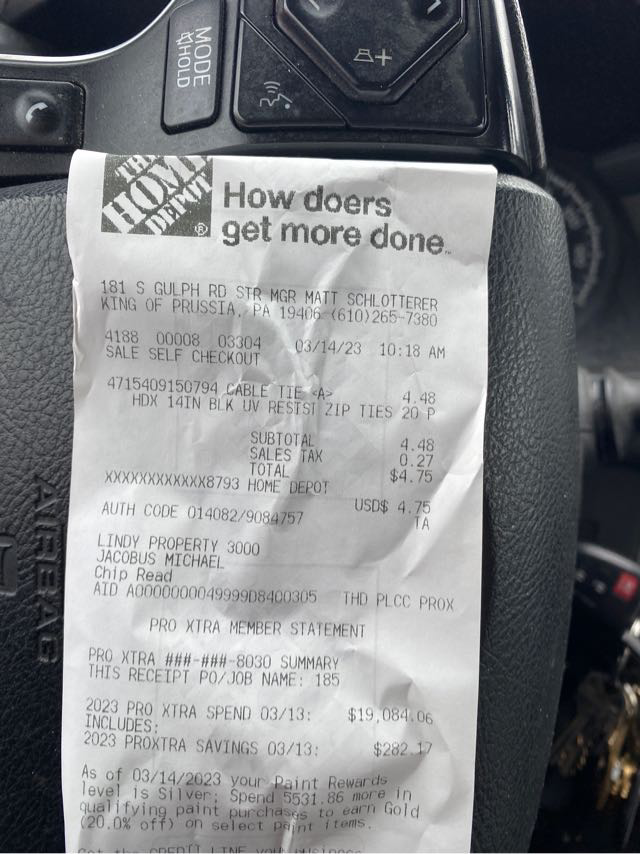 MODE
HOLD
THE
HOME
DEPOT
®
How doers
get more done™
181 S GULPH RD STR MGR MATT SCHLOTTERER
KING OF PRUSSIA, PA 19406 (610)265-7380
4188 00008 03304 03/14/23 10:18 AM
SALE SELF CHECKOUT
4715409150794 CABLE TIE <A> 4.48
HDX 14IN BLK UV RESIST ZIP TIES 20 P
SUBTOTAL 4.48
SALES TAX 0.27
TOTAL $4.75
XXXXXXXXXXXX8793 HOME DEPOT
USD$ 4.75
AUTH CODE 014082/9084757 TA
LINDY PROPERTY 3000
JACOBUS MICHAEL
Chip Read
AID A0000000049999D8400305 THD PLCC PROX
PRO XTRA MEMBER STATEMENT
PRO XTRA ###-###-8030 SUMMARY
THIS RECEIPT PO/JOB NAME: 185
2023 PRO XTRA SPEND 03/13: $19,084.06
INCLUDES:
2023 PROXTRA SAVINGS 03/13: $282.17
As of 03/14/2023 your Paint Rewards
level is Silver; Spend 5531.86 more in
qualifying paint purchases to earn Gold
(20.0% off) on select paint items.
Get the CREDIT LINE your business
AIRBAG